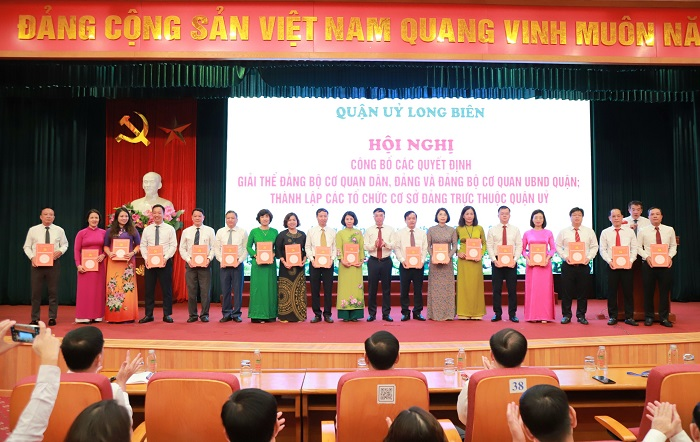 ĐẢNG CỘNG SẢN VIỆT NAM QUANG VINH MUÔN NĂ
QUẬN UỶ LONG BIÊN
HỘI NGHỊ
CÔNG BỐ CÁC QUYẾT ĐỊNH
GIẢI THỂ ĐẢNG BỘ CƠ QUAN DÂN, ĐẢNG VÀ ĐẢNG BỘ CƠ QUAN UBND QUẬN;
THÀNH LẬP CÁC TỔ CHỨC CƠ SỞ ĐẢNG TRỰC THUỘC QUẬN UỶ
38